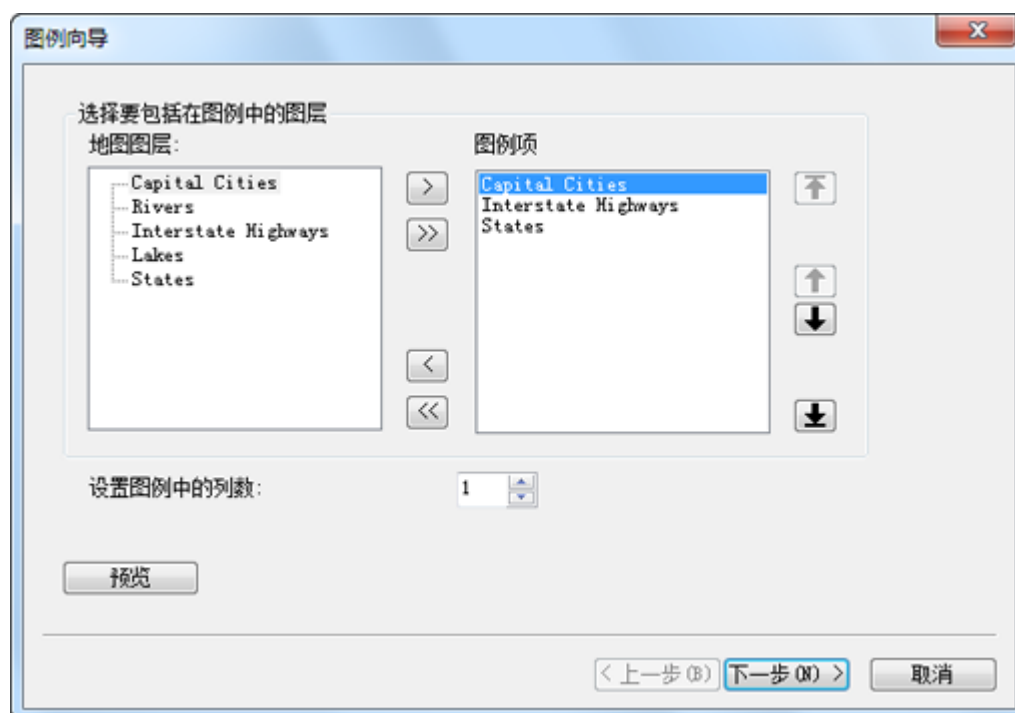 图例向导
选择要包括在图例中的图层
地图图层:
Capital Cities
Rivers
Interstate Highways
Lakes
States
>
>>
<
<<
图例项
Capital Cities
Interstate Highways
States
设置图例中的列数:
1
预览
< 上一步(B)
下一步(N) >
取消